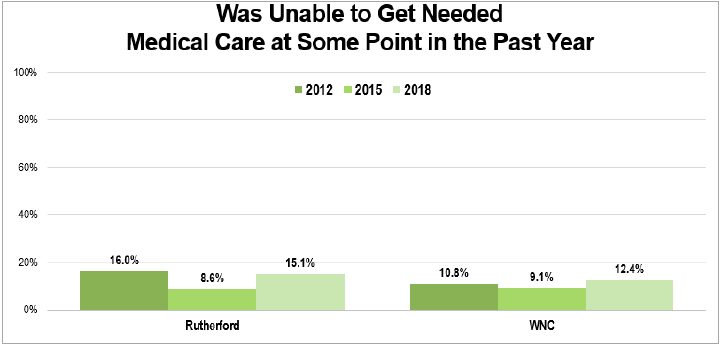 Was Unable to Get Needed
Medical Care at Some Point in the Past Year
100%
2012 2015 2018
80%
60%
40%
20%
16.0% 8.6% 15.1% 10.8% 9.1% 12.4%
0%
Rutherford WNC